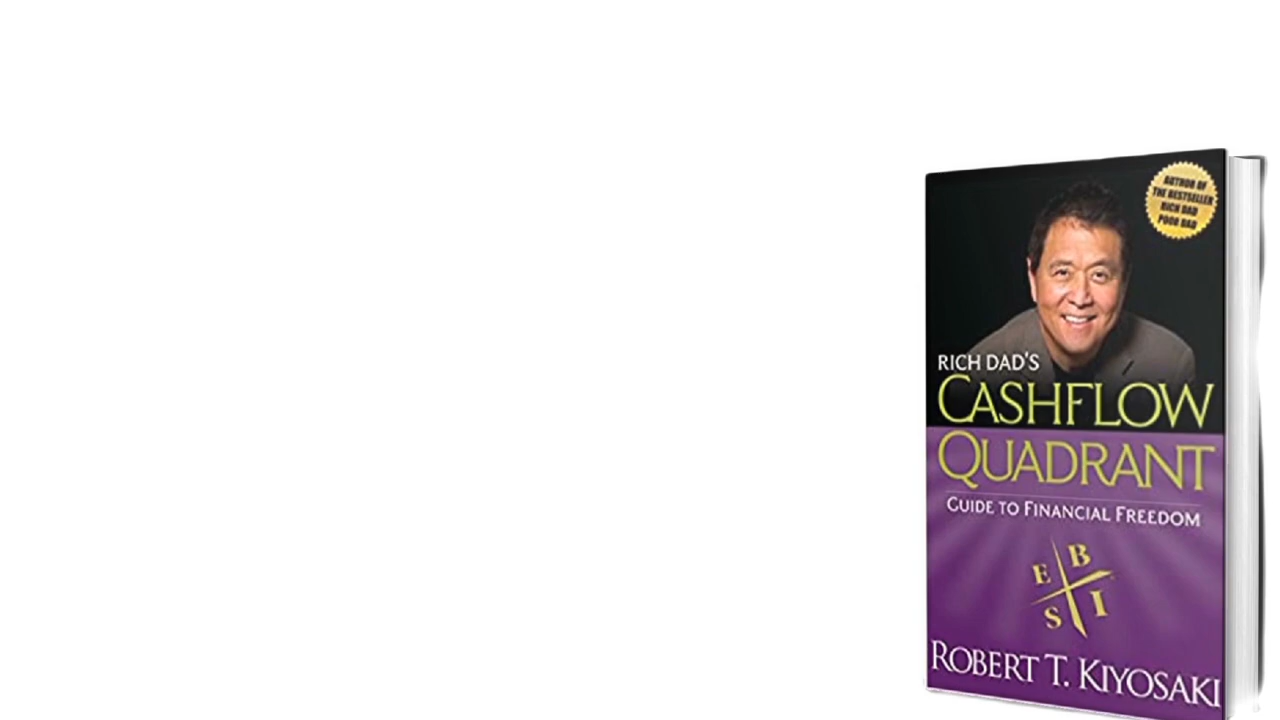 AUTHOR OF
THE BESTSELLER
RICH DAD
POOR DAD
RICH DAD'S
CASHFLOW
QUADRANT
GUIDE TO FINANCIAL FREEDOM
E B
S I
ROBERT T. KIYOSAKI